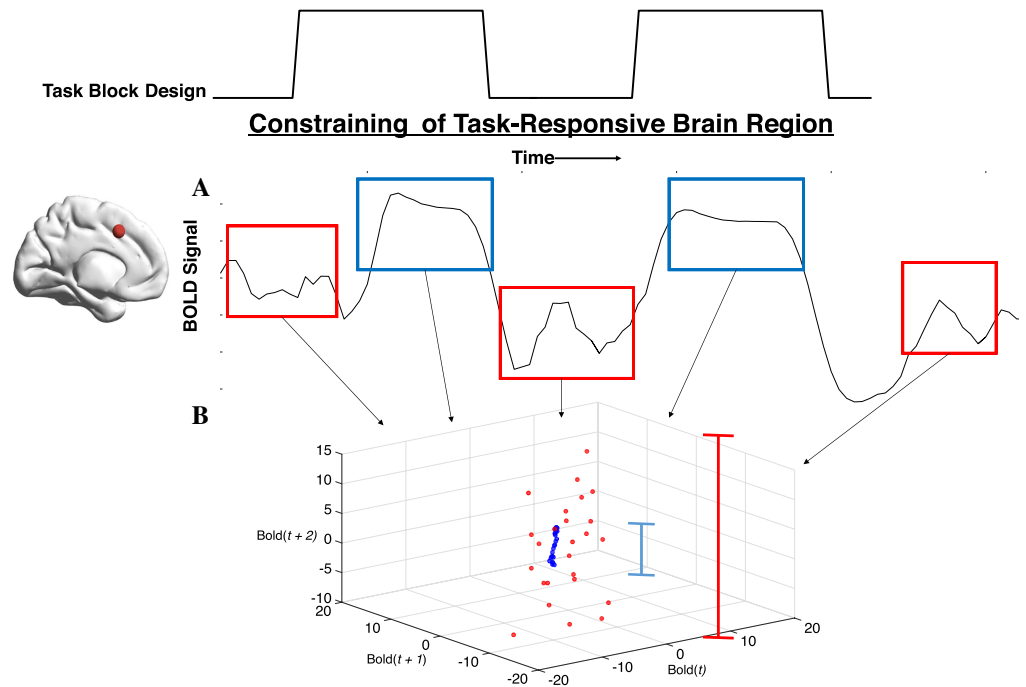 Task Block Design
Constraining of Task-Responsive Brain Region
Time
A
BOLD Signal
B
15
10
5
0
-5
-10
Bold(t + 2)
20
10
0
-10
-20
Bold(t + 1)
-20
-10
0
10
20
Bold(t)